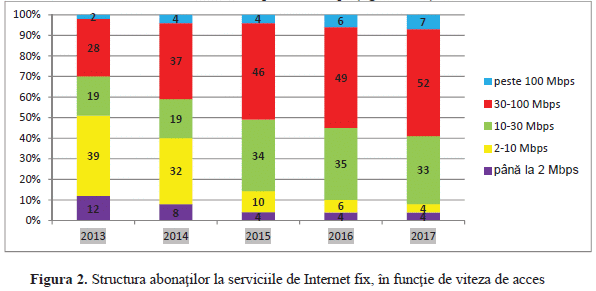 100%
90%
80%
70%
60%
50%
40%
30%
20%
10%
0%
2 4 4 6 7
28 37 46 49 52
19 19 34 35 33
39 32 10 6 4
12 8 4 4 4
2013 2014 2015 2016 2017
peste 100 Mbps
30-100 Mbps
10-30 Mbps
2-10 Mbps
până la 2 Mbps
Figura 2. Structura abonaților la serviciile de Internet fix, în funcție de viteza de acces